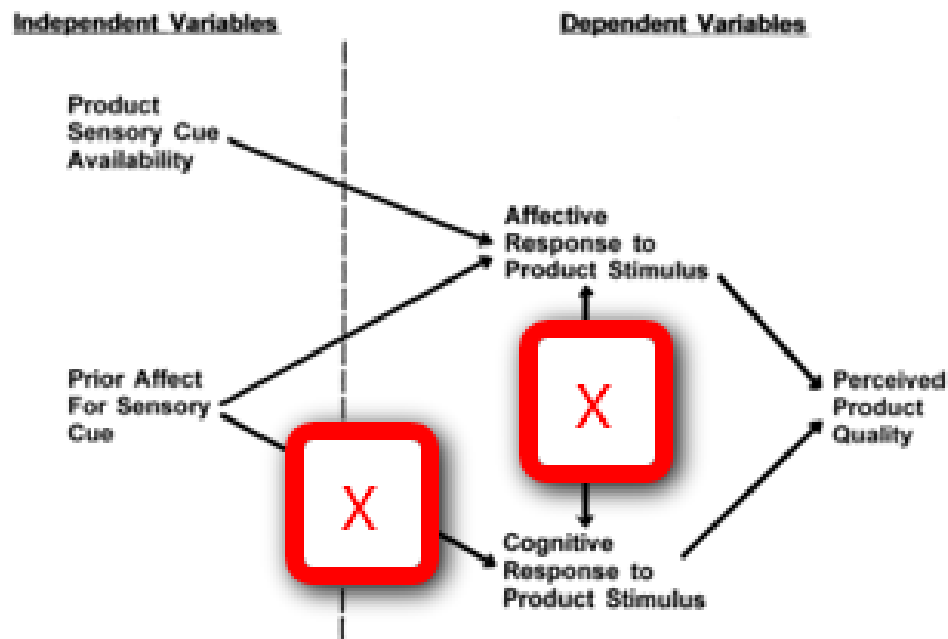 Independent Variables
Dependent Variables
Product
Sensory Cue
Availability
Affective
Response to
Product Stimulus
Prior Affect
For Sensory
Cue
X
X
Perceived
Product
Quality
Cognitive
Response to
Product Stimulus